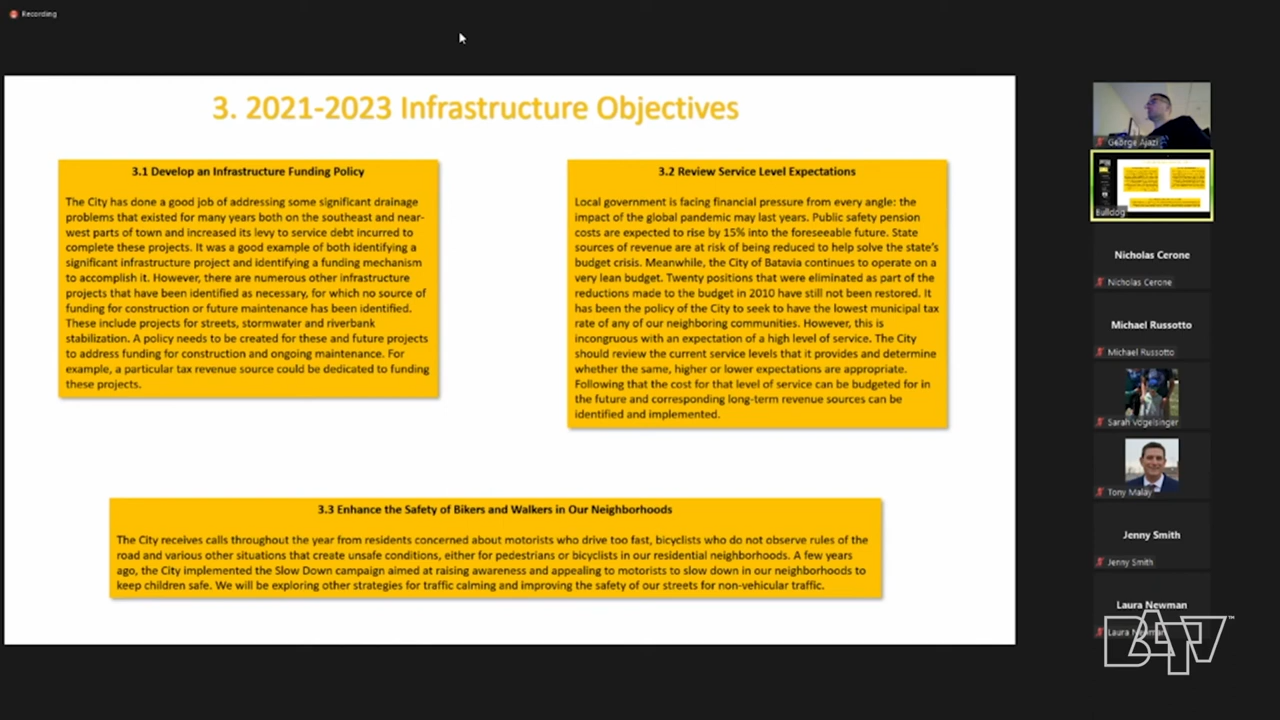 Recording
3. 2021-2023 Infrastructure Objectives
3.1 Develop an Infrastructure Funding Policy
The City has done a good job of addressing some significant drainage
problems that existed for many years both on the southeast and near-
west parts of town and increased its levy to service debt incurred to
complete these projects. It was a good example of both identifying a
significant infrastructure project and identifying a funding mechanism
to accomplish it. However, there are numerous other infrastructure
projects that have been identified as necessary, for which no source of
funding for construction or future maintenance has been identified.
These include projects for streets, stormwater and riverbank
stabilization. A policy needs to be created for these and future projects
to address funding for construction and ongoing maintenance. For
example, a particular tax revenue source could be dedicated to funding
these projects.
3.2 Review Service Level Expectations
Local government is facing financial pressure from every angle: the
impact of the global pandemic may last years. Public safety pension
costs are expected to rise by 15% into the foreseeable future. State
sources of revenue are at risk of being reduced to help solve the state's
budget crisis. Meanwhile, the City of Batavia continues to operate on a
very lean budget. Twenty positions that were eliminated as part of the
reductions made to the budget in 2010 have still not been restored. It
has been the policy of the City to seek to have the lowest municipal tax
rate of any of our neighboring communities. However, this is
incongruous with an expectation of a high level of service. The City
should review the current service levels that it provides and determine
whether the same, higher or lower expectations are appropriate.
Following that the cost for that level of service can be budgeted for in
the future and corresponding long-term revenue sources can be
identified and implemented.
3.3 Enhance the Safety of Bikers and Walkers in Our Neighborhoods
The City receives calls throughout the year from residents concerned about motorists who drive too fast, bicyclists who do not observe rules of the
road and various other situations that create unsafe conditions, either for pedestrians or bicyclists in our residential neighborhoods. A few years
ago, the City implemented the Slow Down campaign aimed at raising awareness and appealing to motorists to slow down in our neighborhoods to
keep children safe. We will be exploring other strategies for traffic calming and improving the safety of our streets for non-vehicular traffic.
George Ajazi
Bulldog
Nicholas Cerone
Nicholas Cerone
Michael Russotto
Michael Russotto
Sarah Vogelsinger
Tony Malay
Jenny Smith
Jenny Smith
Laura Newman
Laura
BATV